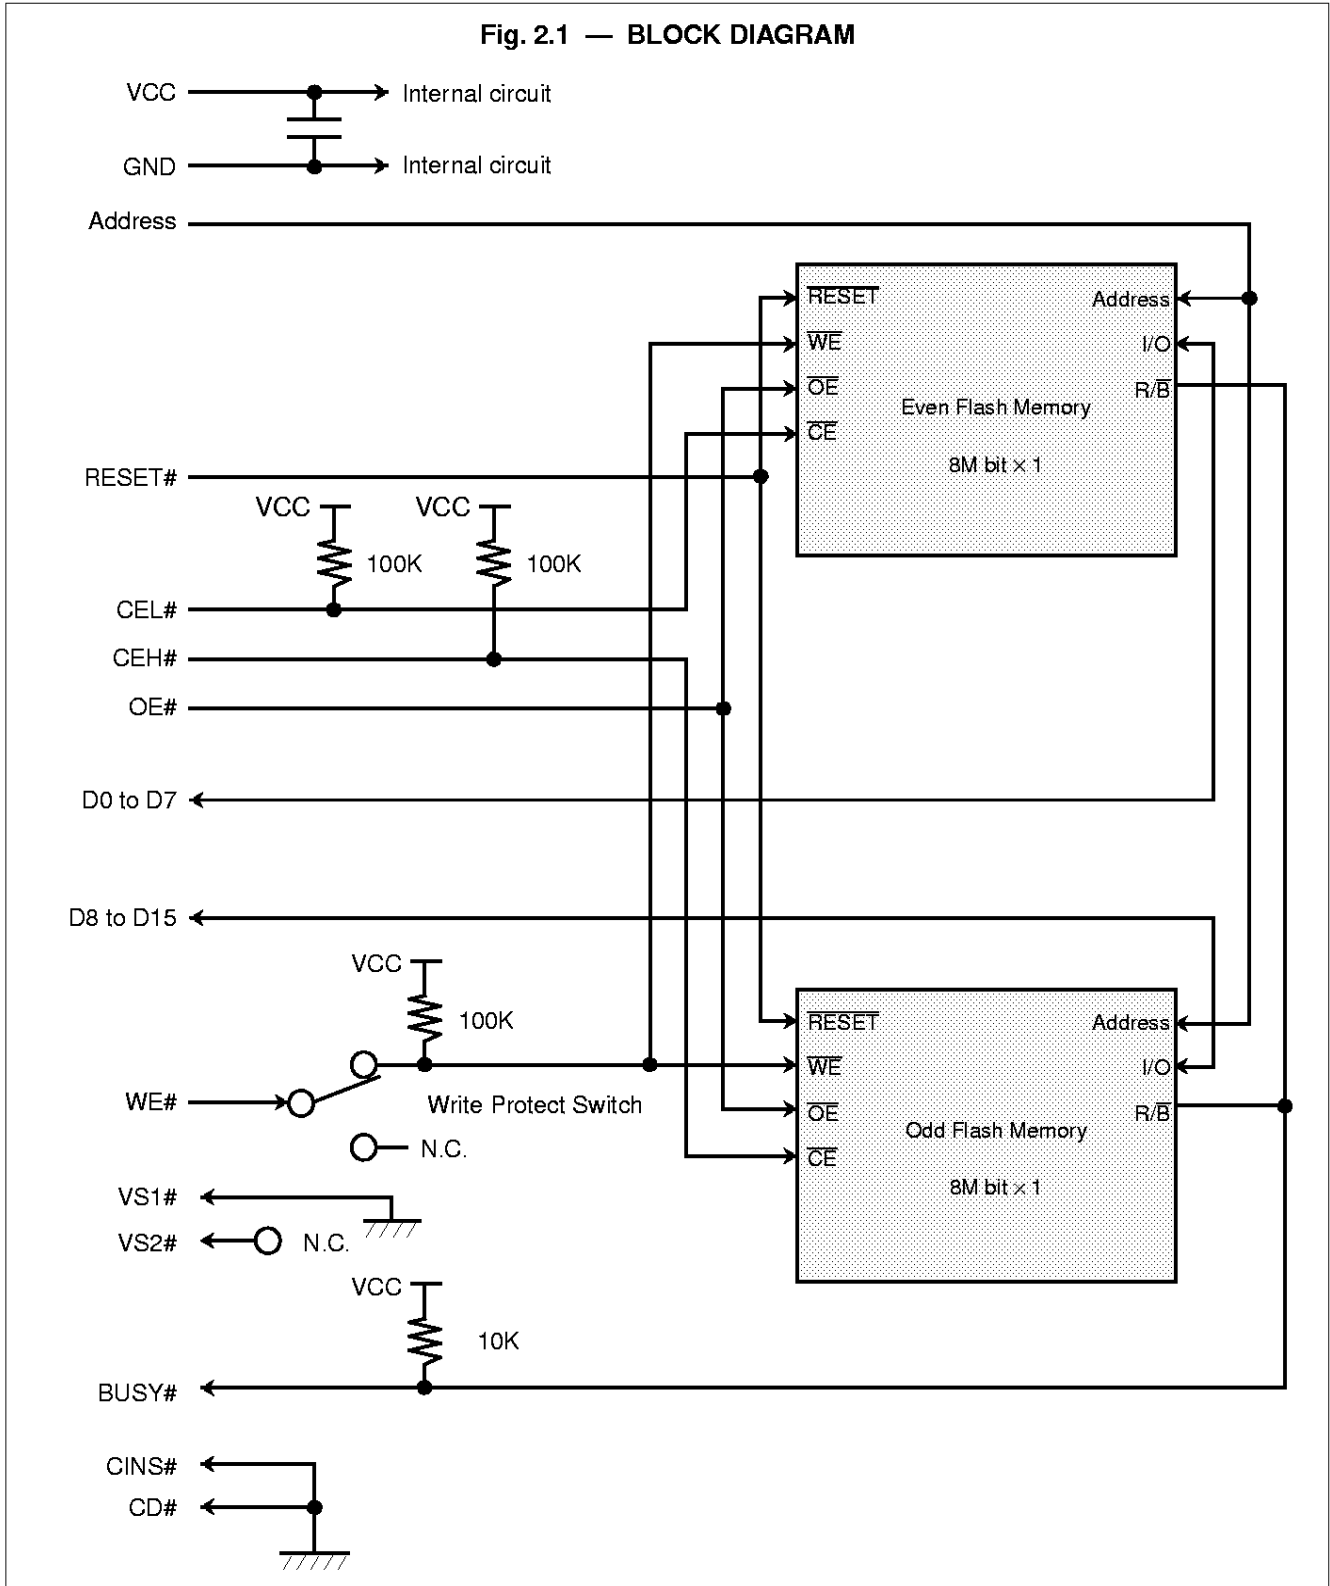 Fig. 2.1 — BLOCK DIAGRAM
VCC
Internal circuit
GND
Internal circuit
Address
RESET
Address
WE
I/O
OE
R/B
Even Flash Memory
CE
8M bit × 1
RESET#
VCC
VCC
100K
100K
CEL#
CEH#
OE#
D0 to D7
D8 to D15
VCC
100K
RESET
Address
WE
I/O
WE#
Write Protect Switch
OE
R/B
Odd Flash Memory
N.C.
CE
8M bit × 1
VS1#
VS2#
N.C.
VCC
10K
BUSY#
CINS#
CD#